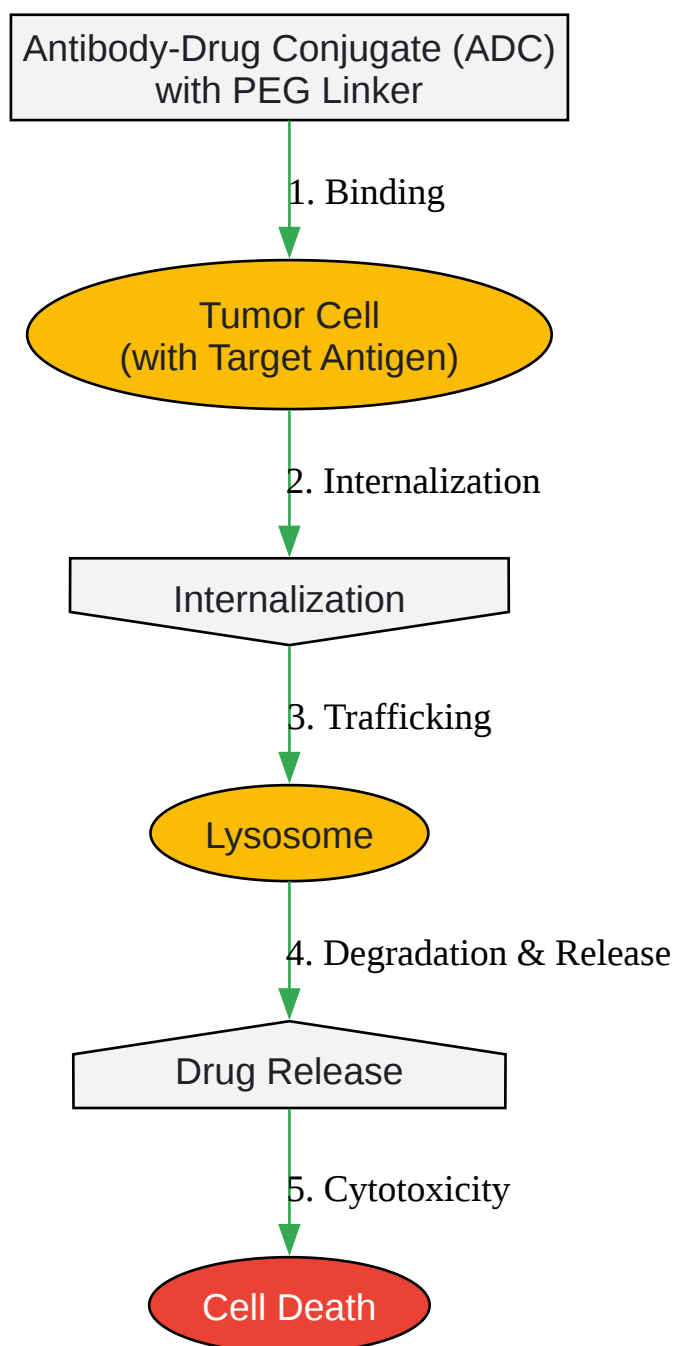 Antibody-Drug Conjugate (ADC)
with PEG Linker
1. Binding
Tumor Cell
(with Target Antigen)
2. Internalization
Internalization
3. Trafficking
Lysosome
4. Degradation & Release
Drug Release
5. Cytotoxicity
Cell Death